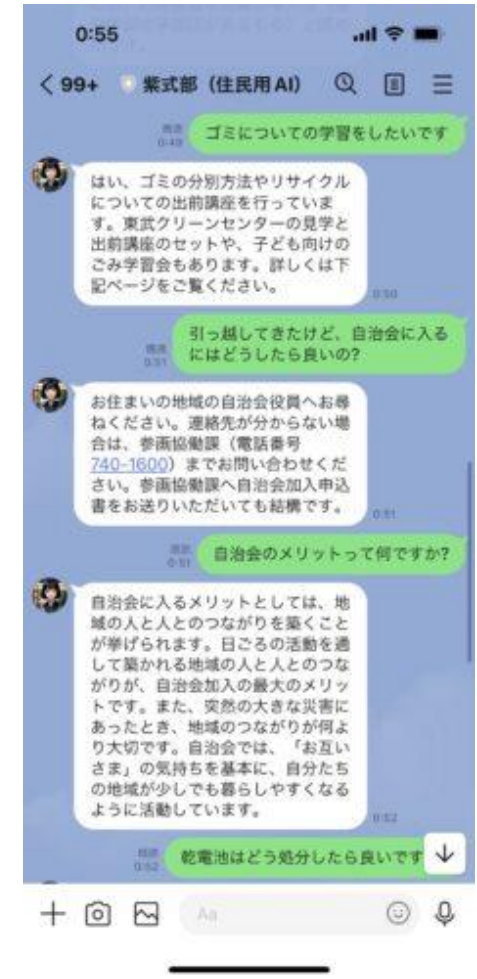 0:55
99+
紫式部（住民用AI）
ゴミについての学習をしたいです
既読
0:49
はい、ゴミの分別方法やリサイクル
についての出前講座を行っていま
す。東武クリーンセンターの見学と
出前講座のセットや、子ども向けの
ごみ学習会もあります。詳しくは下
記ページをご覧ください。
0:50
引っ越してきたけど、自治会に入る
にはどうしたら良いの?
既読
0:51
お住まいの地域の自治会役員へお尋
ねください。連絡先が分からない場
合は、参画協働課（電話番号
740-1600）までお問い合わせくだ
さい。参画協働課へ自治会加入申込
書をお送りいただいても結構です。
0:51
既読
0:51
自治会のメリットって何ですか?
自治会に入るメリットとしては、地
域の人と人とのつながりを築くこと
が挙げられます。日ごろの活動を通
して築かれる地域の人と人とのつな
がりが、自治会加入の最大のメリッ
トです。また、突然の大きな災害に
あったとき、地域のつながりが何よ
り大切です。自治会では、「お互い
さま」の気持ちを基本に、自分たち
の地域が少しでも暮らしやすくなる
ように活動しています。
0:52
既読
0:52
乾電池はどう処分したら良いです
Aa